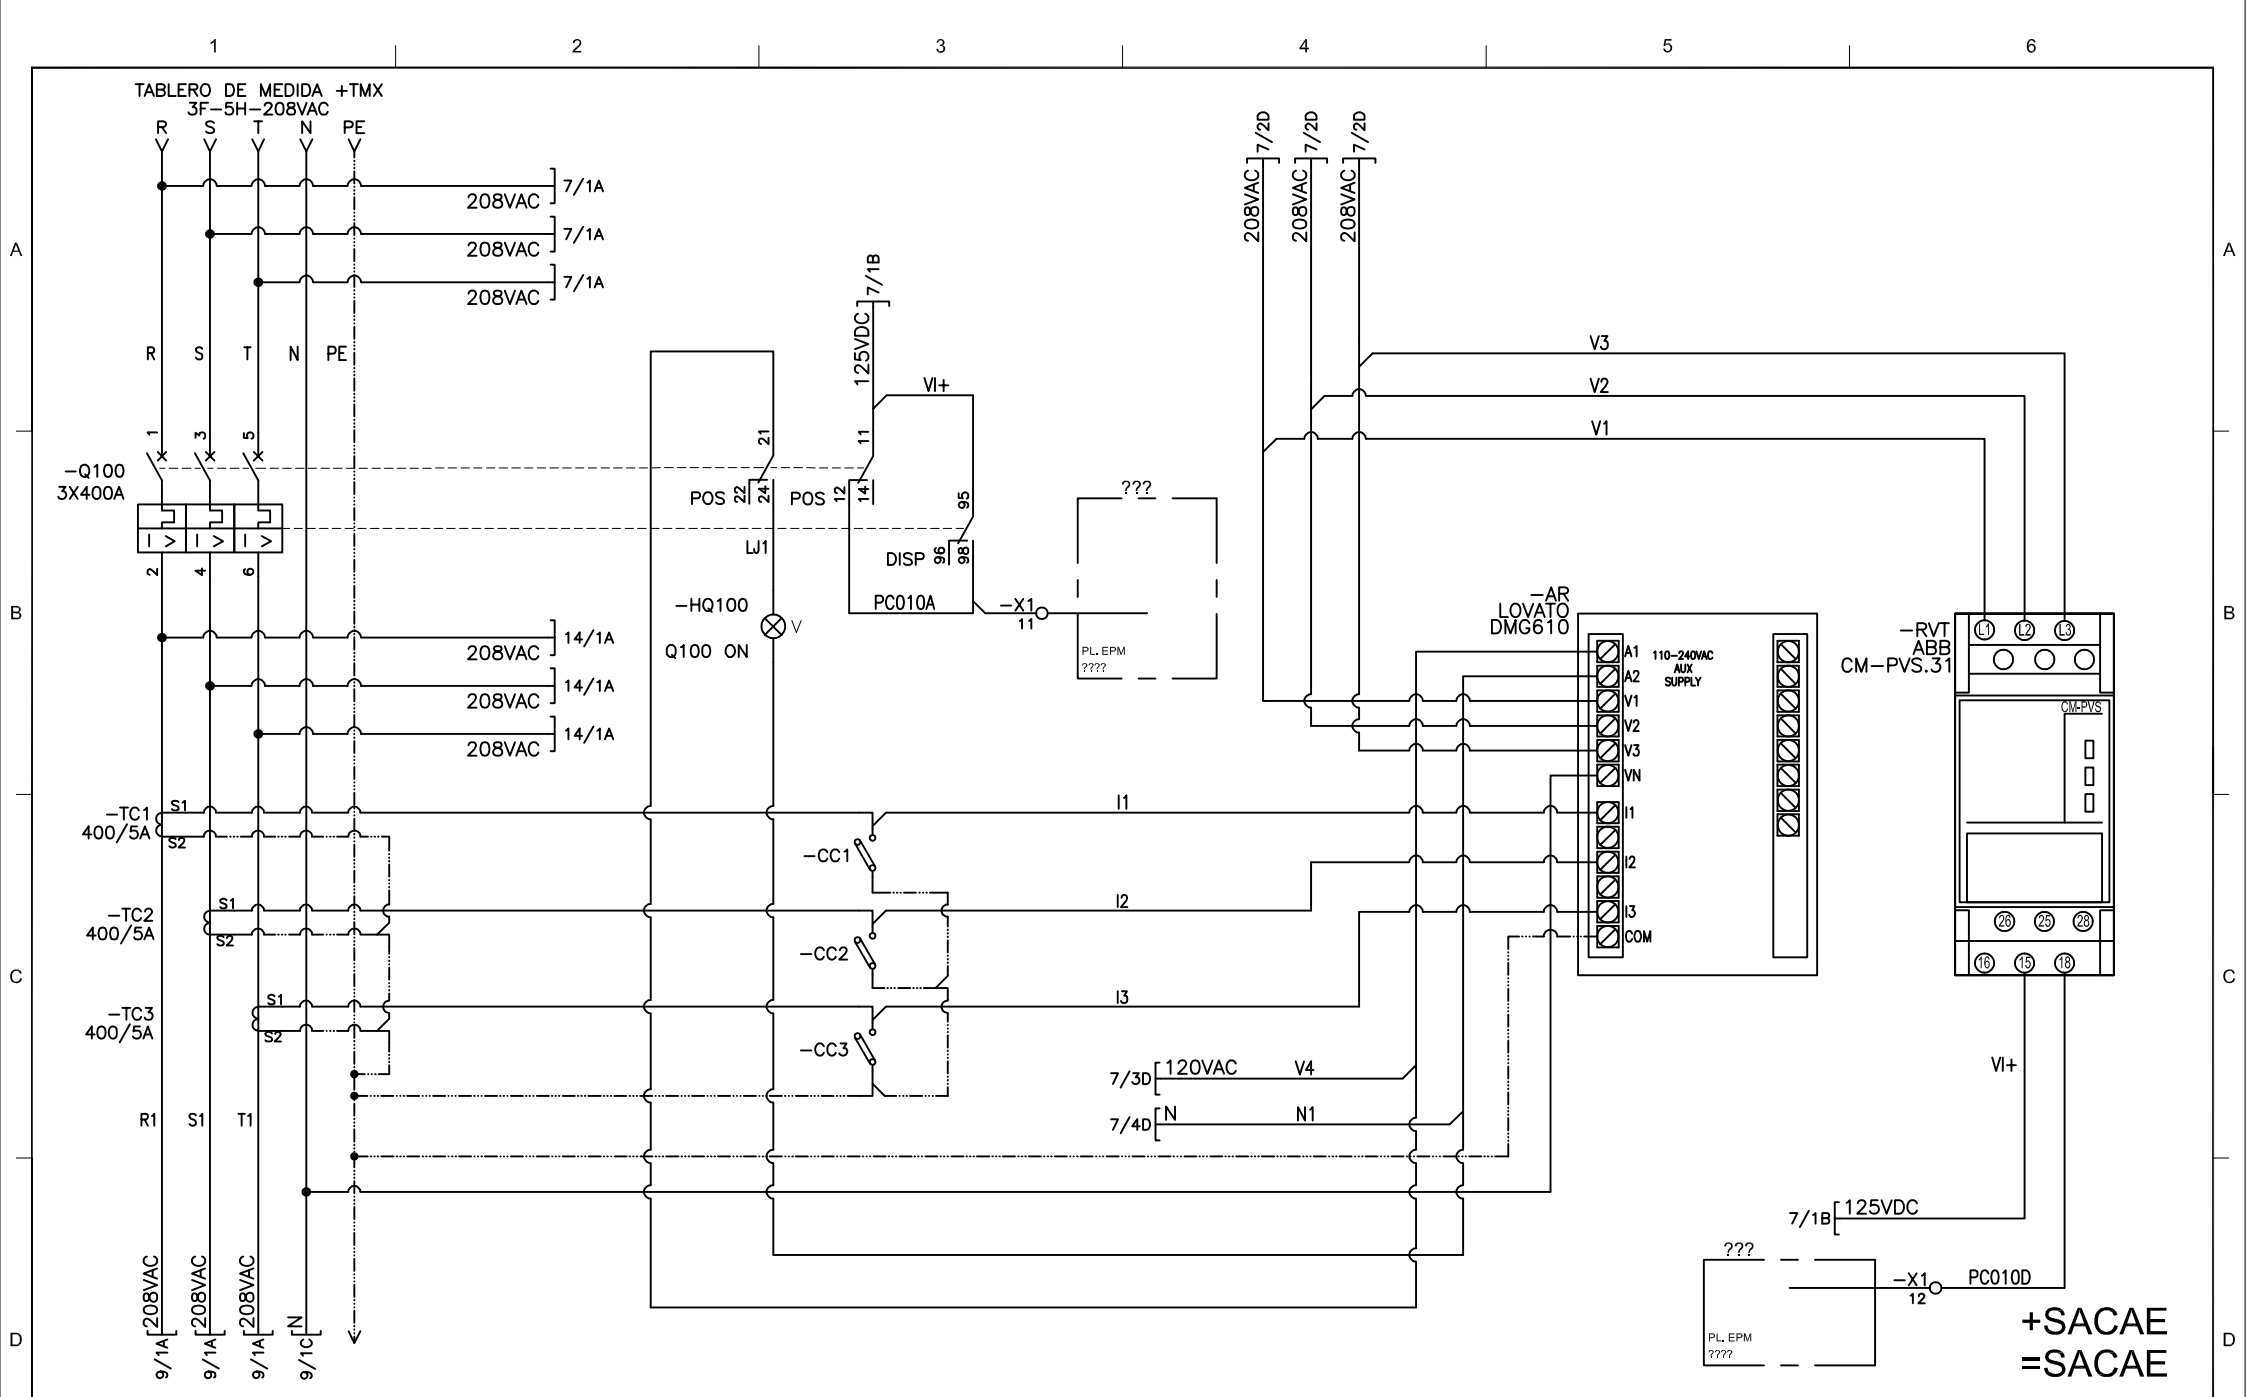 1 2 3 4 5 6
TABLERO DE MEDIDA +TMX
3F-5H-208VAC
R S T N PE
7/2D 7/2D 7/2D
208VAC 208VAC 208VAC
208VAC 7/1A
208VAC 7/1A
208VAC 7/1A
A A
7/1B
125VDC
R S T N PE
VI+
V3
V2
V1
1 3 5
21 11
-Q100
3X400A
POS 22 24
POS 12 14
95
I > I > I >
2 4 6
LJ1
DISP 96 98
???
PL. EPM
????
-HQ100
V
Q100 ON
PC010A
-X1
11
B B
208VAC 14/1A
208VAC 14/1A
208VAC 14/1A
-AR
LOVATO
DMG610
A1
A2
V1
V2
V3
VN
I1
I2
I3
COM
110-240VAC
AUX
SUPPLY
-RVT
ABB
CM-PVS.31
L1 L2 L3
CM-PVS
26 25 28
16 15 18
-TC1
400/5A
S1
S2
-CC1
I1
-TC2
400/5A
S1
S2
-CC2
I2
C C
-TC3
400/5A
S1
S2
-CC3
I3
7/3D 120VAC V4
7/4D N N1
R1 S1 T1
VI+
7/1B 125VDC
???
PL. EPM
????
-X1
12
PC010D
208VAC 208VAC 208VAC N
9/1A 9/1A 9/1A 9/1C
D D
+SACAE
=SACAE